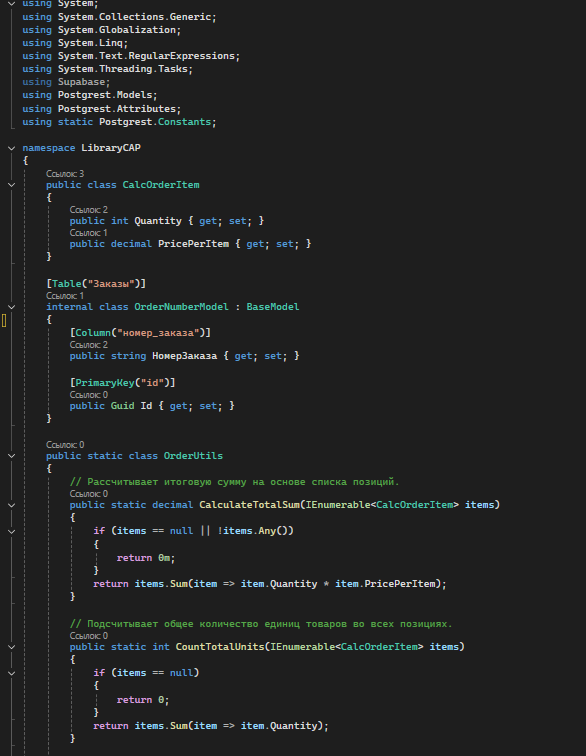 using System;
using System.Collections.Generic;
using System.Globalization;
using System.Linq;
using System.Text.RegularExpressions;
using System.Threading.Tasks;
using Supabase;
using Postgrest.Models;
using Postgrest.Attributes;
using static Postgrest.Constants;
namespace LibraryCAP
{
Ссылок: 3
public class CalcOrderItem
{
Ссылок: 2
public int Quantity { get; set; }
Ссылок: 1
public decimal PricePerItem { get; set; }
}
[Table("Заказы")]
Ссылок: 1
internal class OrderNumberModel : BaseModel
{
[Column("номер_заказа")]
Ссылок: 2
public string НомерЗаказа { get; set; }
[PrimaryKey("id")]
Ссылок: 0
public Guid Id { get; set; }
}
Ссылок: 0
public static class OrderUtils
{
// Рассчитывает итоговую сумму на основе списка позиций.
Ссылок: 0
public static decimal CalculateTotalSum(IEnumerable<CalcOrderItem> items)
{
if (items == null || !items.Any())
{
return 0m;
}
return items.Sum(item => item.Quantity * item.PricePerItem);
}
// Подсчитывает общее количество единиц товаров во всех позициях.
Ссылок: 0
public static int CountTotalUnits(IEnumerable<CalcOrderItem> items)
{
if (items == null)
{
return 0;
}
return items.Sum(item => item.Quantity);
}